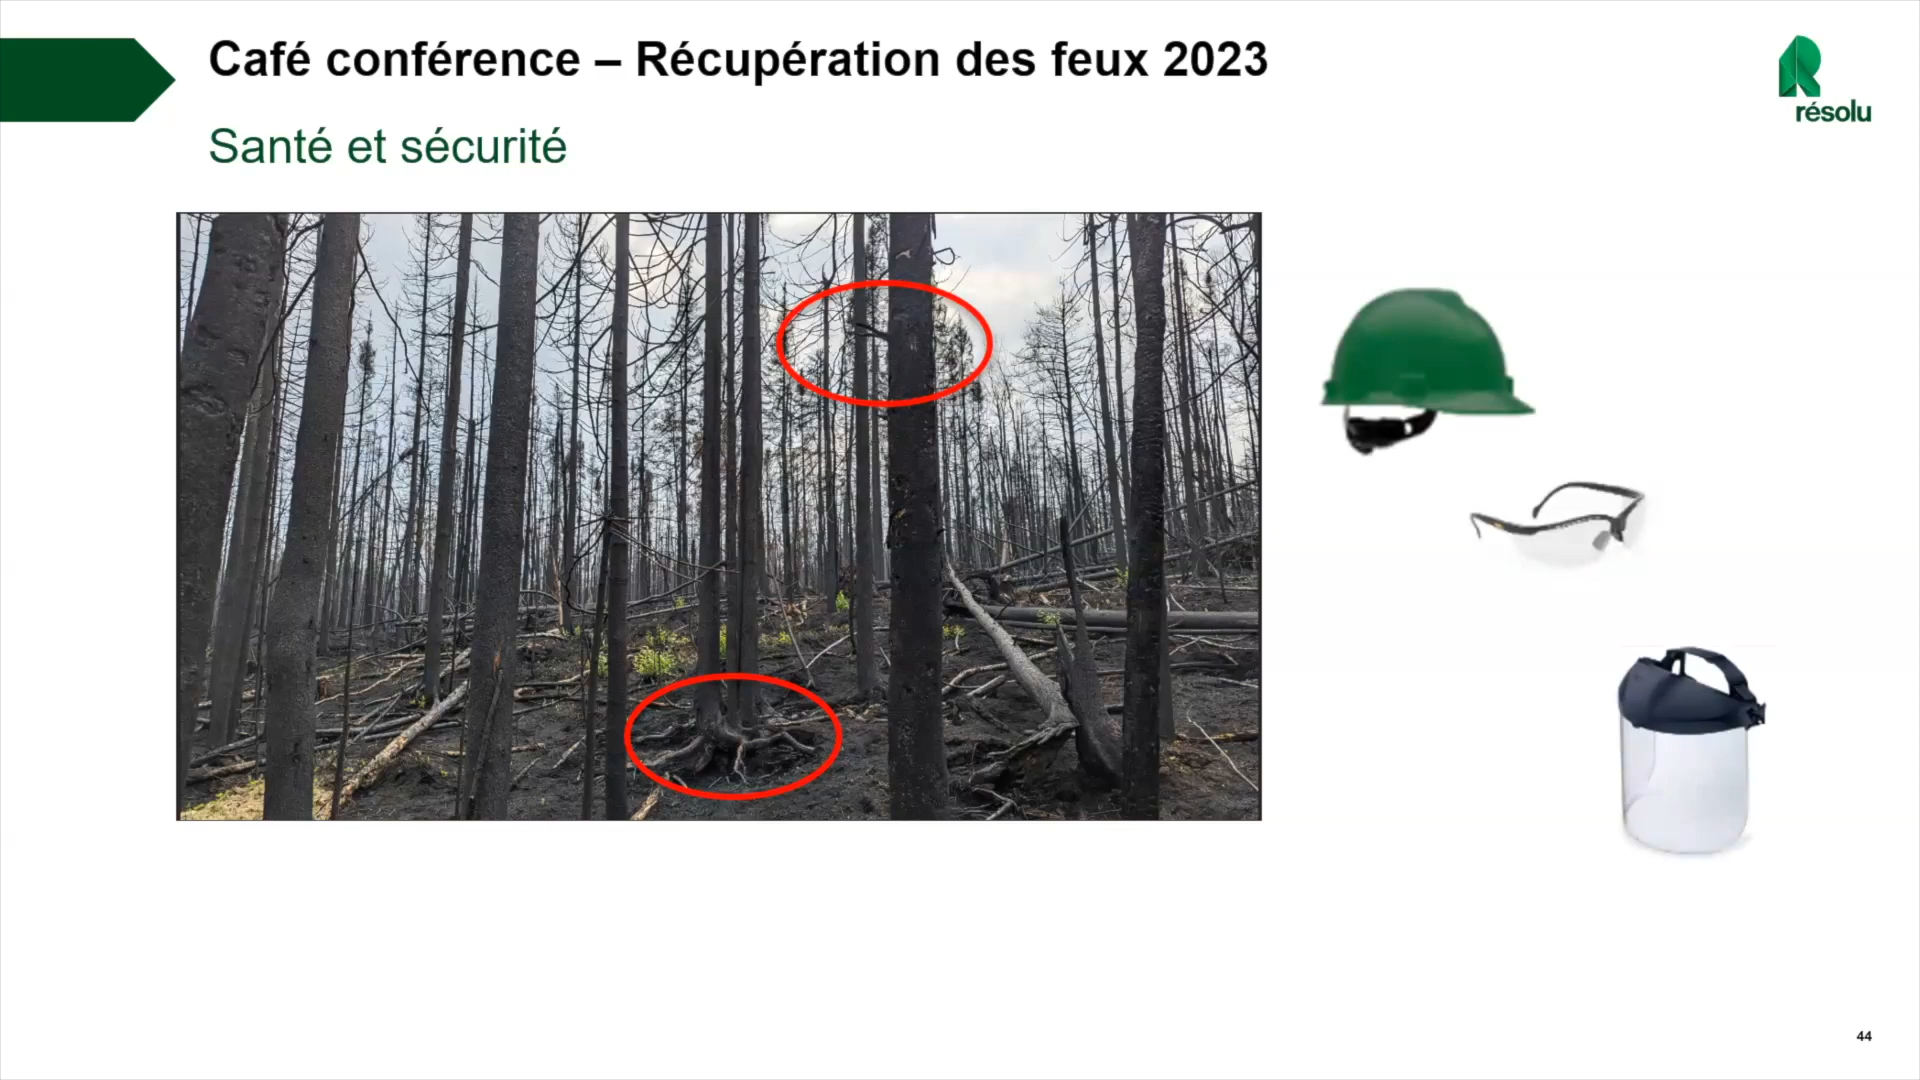 Café conférence – Récupération des feux 2023
résolu
Santé et sécurité
44